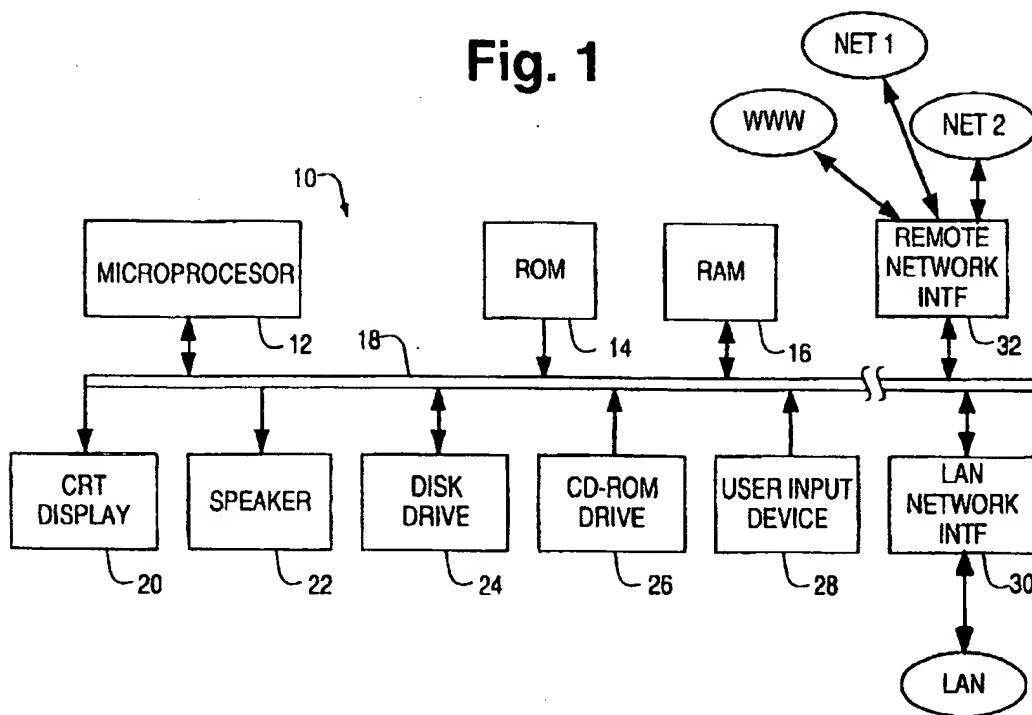 Fig. 1
NET 1
WWW
NET 2
10
MICROPROCESOR
ROM
RAM
REMOTE
NETWORK
INTF
12
18
14
16
32
CRT
DISPLAY
SPEAKER
DISK
DRIVE
CD-ROM
DRIVE
USER INPUT
DEVICE
LAN
NETWORK
INTF
20
22
24
26
28
30
LAN